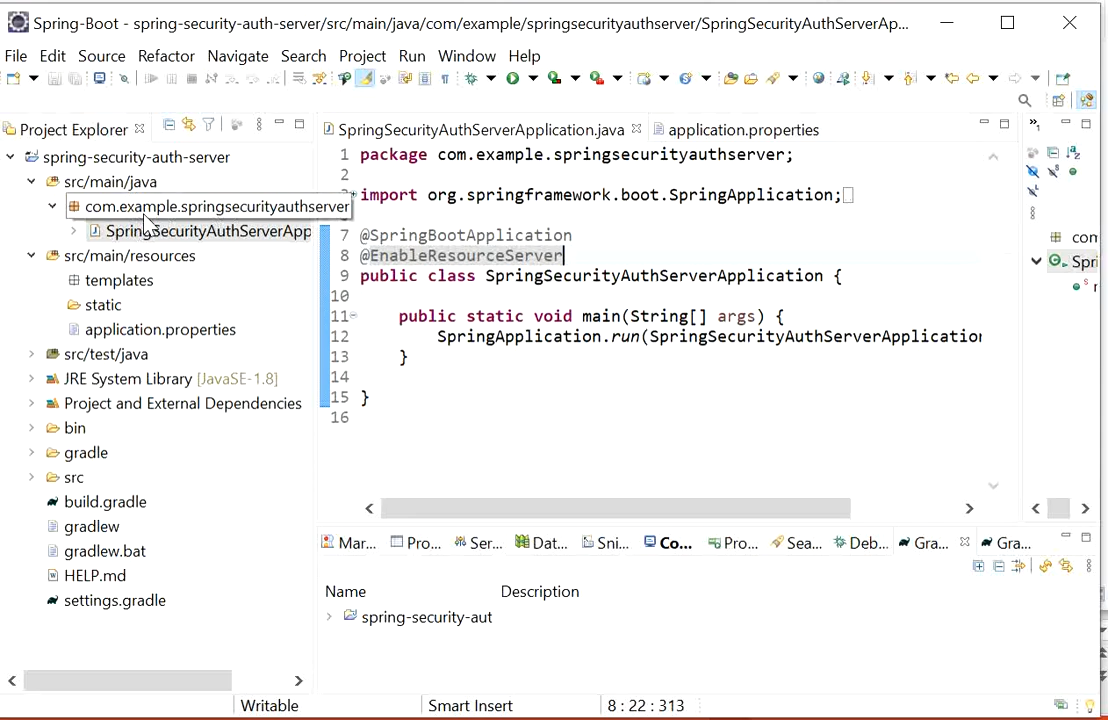 Spring-Boot - spring-security-auth-server/src/main/java/com/example/springsecurityauthserver/SpringSecurityAuthServerAp...
File Edit Source Refactor Navigate Search Project Run Window Help
Project Explorer
spring-security-auth-server
src/main/java
com.example.springsecurityauthserver
SpringSecurityAuthServerApp
src/main/resources
templates
static
application.properties
src/test/java
JRE System Library [JavaSE-1.8]
Project and External Dependencies
bin
gradle
src
build.gradle
gradlew
gradlew.bat
HELP.md
settings.gradle
SpringSecurityAuthServerApplication.java application.properties
1 package com.example.springsecurityauthserver;
2
3 import org.springframework.boot.SpringApplication;
7 @SpringBootApplication
8 @EnableResourceServer
9 public class SpringSecurityAuthServerApplication {
10
11 public static void main(String[] args) {
12 SpringApplication.run(SpringSecurityAuthServerApplication
13 }
14
15 }
16
com
Spri
Mar... Pro... Ser... Dat... Sni... Co... Pro... Sea... Deb... Gra... Gra...
Name Description
spring-security-aut
Writable Smart Insert 8 : 22 : 313